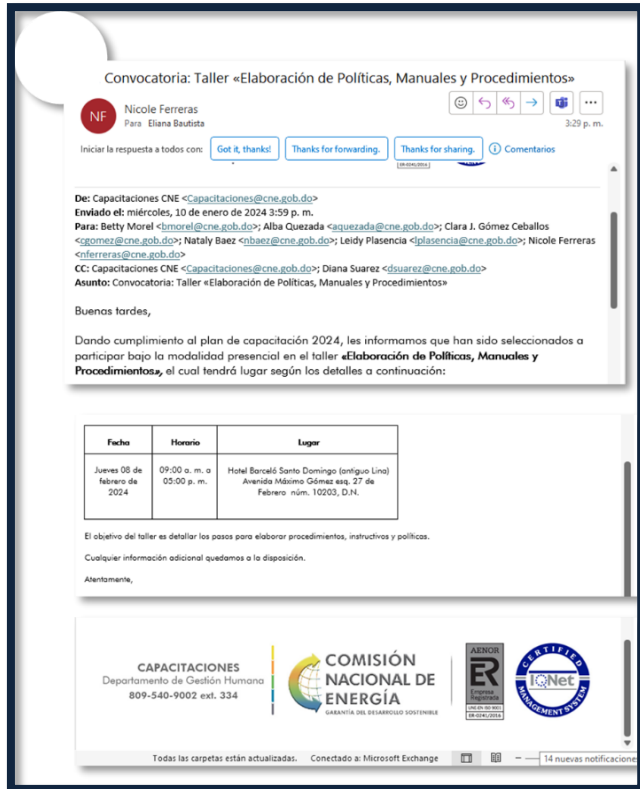 Convocatoria: Taller «Elaboración de Políticas, Manuales y Procedimientos»
NF
Nicole Ferreras
Para Eliana Bautista
3:29 p. m.
Iniciar la respuesta a todos con: Got it, thanks! Thanks for forwarding. Thanks for sharing. Comentarios
ER-0241/2016
De: Capacitaciones CNE <Capacitaciones@cne.gob.do>
Enviado el: miércoles, 10 de enero de 2024 3:59 p. m.
Para: Betty Morel <bmorel@cne.gob.do>; Alba Quezada <aquezada@cne.gob.do>; Clara J. Gómez Ceballos
<cgomez@cne.gob.do>; Nataly Baez <nbaez@cne.gob.do>; Leidy Plasencia <lplasencia@cne.gob.do>; Nicole Ferreras
<nferreras@cne.gob.do>
CC: Capacitaciones CNE <Capacitaciones@cne.gob.do>; Diana Suarez <dsuarez@cne.gob.do>
Asunto: Convocatoria: Taller «Elaboración de Políticas, Manuales y Procedimientos»
Buenas tardes,
Dando cumplimiento al plan de capacitación 2024, les informamos que han sido seleccionados a
participar bajo la modalidad presencial en el taller «Elaboración de Políticas, Manuales y
Procedimientos», el cual tendrá lugar según los detalles a continuación:
Fecha Horario Lugar
Jueves 08 de febrero de 2024
09:00 a. m. a 05:00 p. m.
Hotel Barceló Santo Domingo (antiguo Lina)
Avenida Máximo Gómez esq. 27 de
Febrero núm. 10203, D.N.
El objetivo del taller es detallar los pasos para elaborar procedimientos, instructivos y políticas.
Cualquier información adicional quedamos a la disposición.
Atentamente,
CAPACITACIONES
Departamento de Gestión Humana
809-540-9002 ext. 334
COMISIÓN
NACIONAL DE
ENERGÍA
GARANTÍA DEL DESARROLLO SOSTENIBLE
AENOR
ER
Empresa
Registrada
UNE-EN ISO 9001
ER-0241/2016
CERTIFIED
IQNet
MANAGEMENT SYSTEM
Todas las carpetas están actualizadas. Conectado a: Microsoft Exchange 14 nuevas notificacione